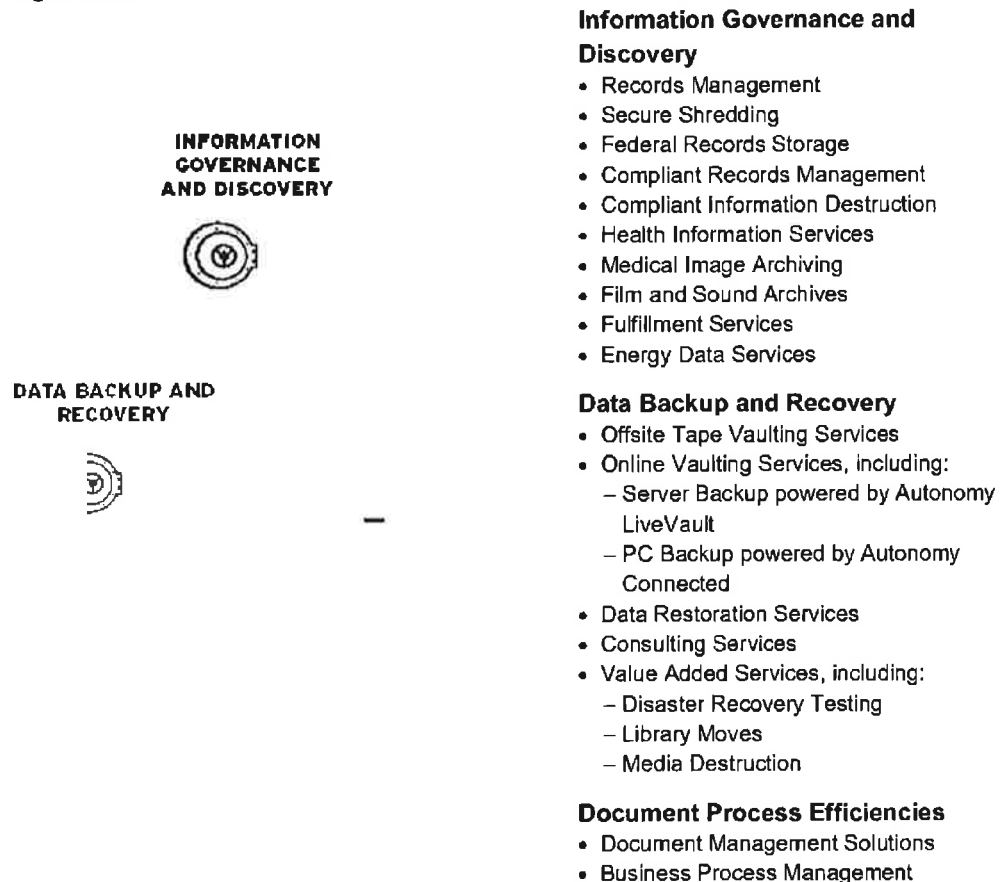 INFORMATION
GOVERNANCE
AND DISCOVERY
DATA BACKUP AND
RECOVERY
Information Governance and
Discovery
• Records Management
• Secure Shredding
• Federal Records Storage
• Compliant Records Management
• Compliant Information Destruction
• Health Information Services
• Medical Image Archiving
• Film and Sound Archives
• Fulfillment Services
• Energy Data Services
Data Backup and Recovery
• Offsite Tape Vaulting Services
• Online Vaulting Services, including:
– Server Backup powered by Autonomy
LiveVault
– PC Backup powered by Autonomy
Connected
• Data Restoration Services
• Consulting Services
• Value Added Services, including:
– Disaster Recovery Testing
– Library Moves
– Media Destruction
Document Process Efficiencies
• Document Management Solutions
• Business Process Management